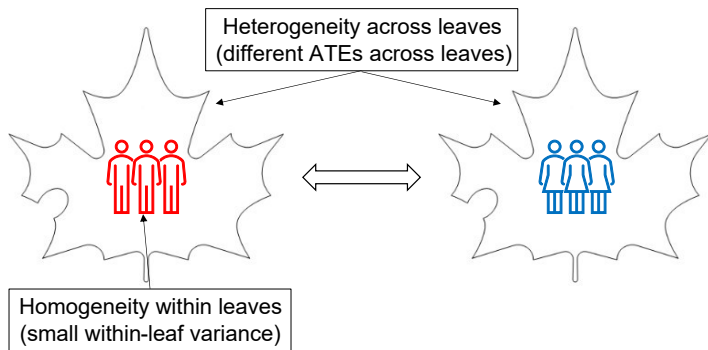 Heterogeneity across leaves
(different ATEs across leaves)
Homogeneity within leaves
(small within-leaf variance)